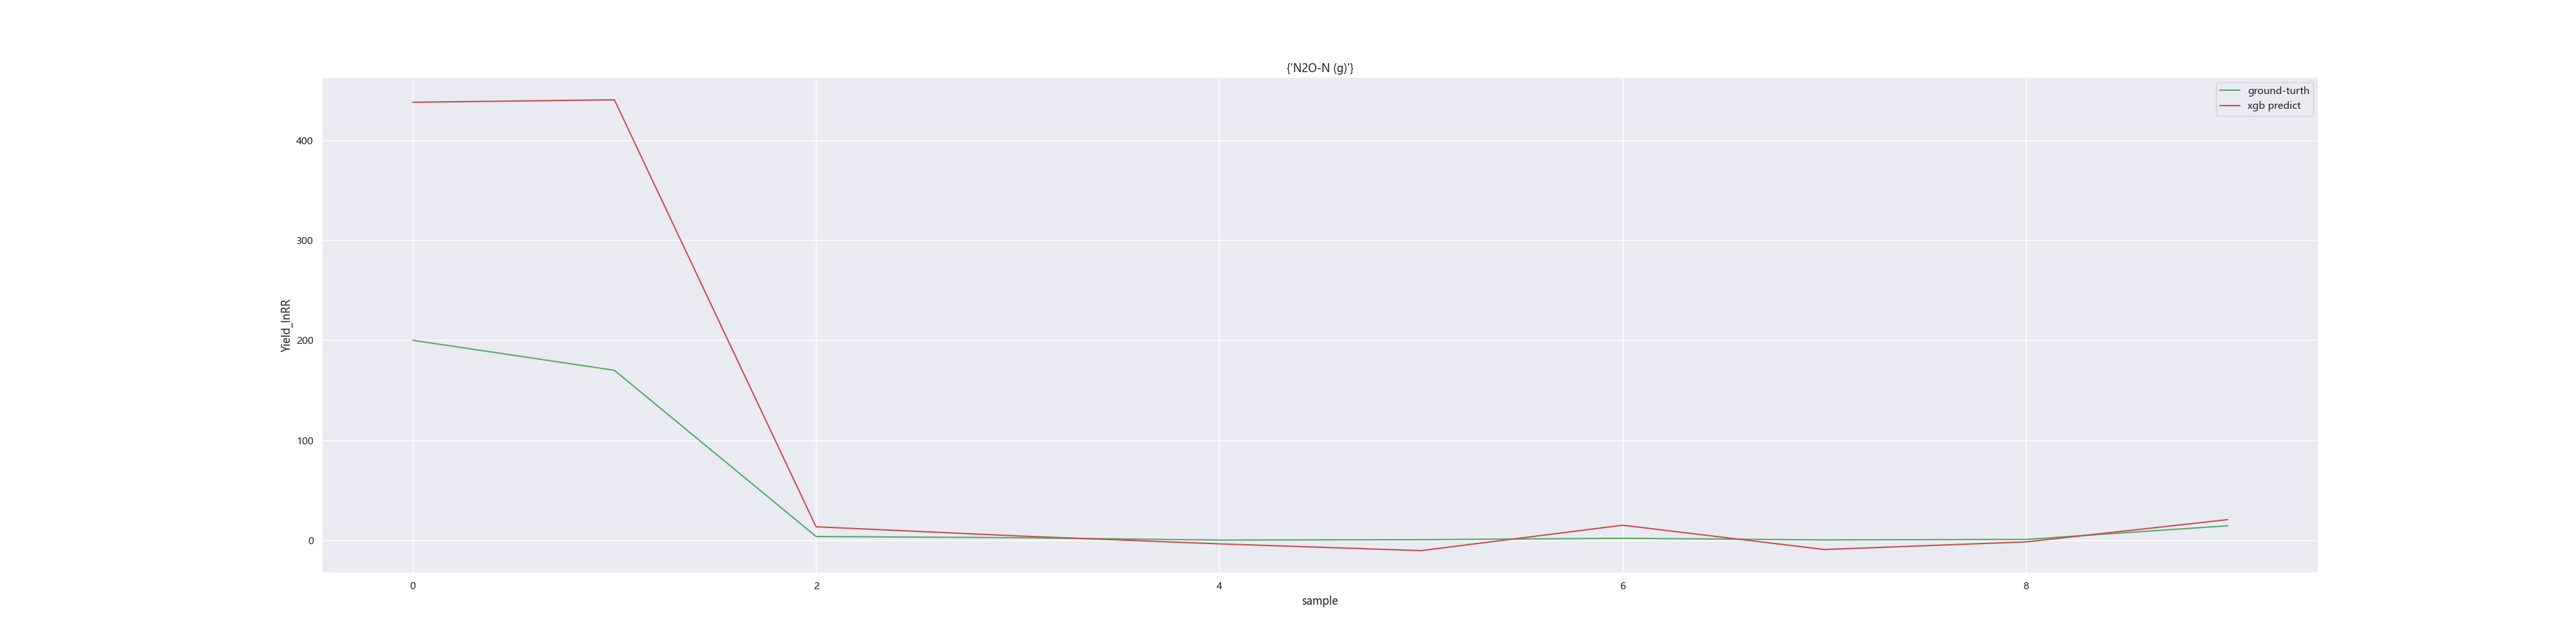 {'N2O-N (g)'}
ground-turth
xgb predict
400
300
200
100
0
Yield_lnRR
0 2 4 6 8
sample